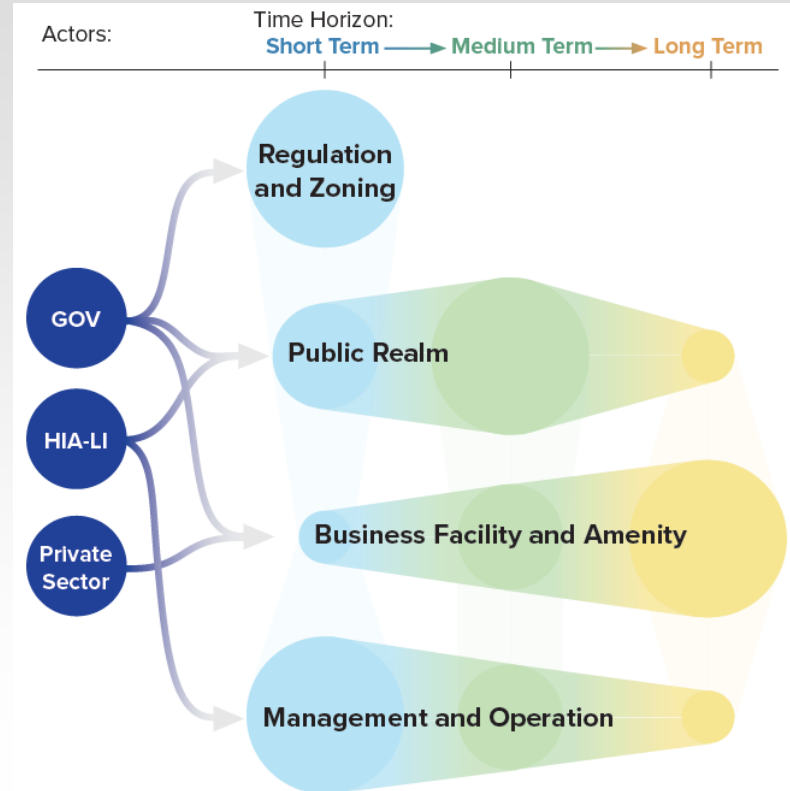 Actors:
Time Horizon:
Short Term
Medium Term
Long Term
Regulation
and Zoning
GOV
Public Realm
HIA-LI
Business Facility and Amenity
Private
Sector
Management and Operation